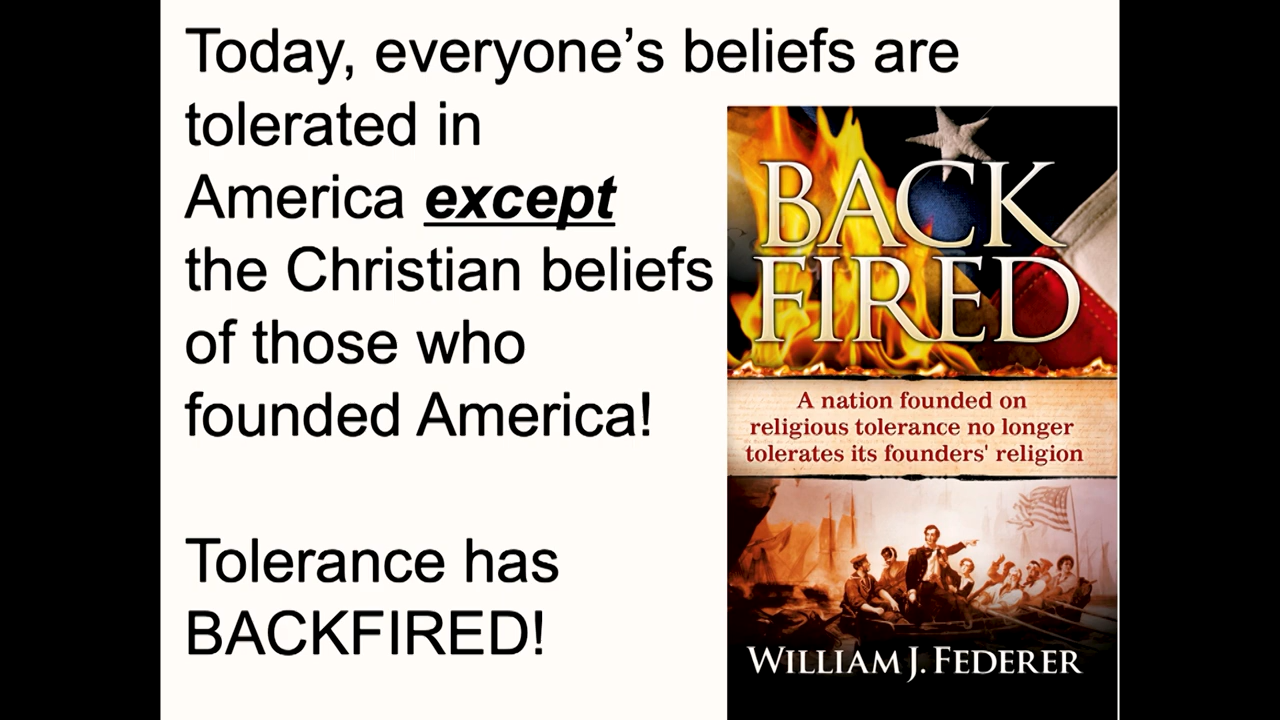 Today, everyone’s beliefs are
tolerated in
America except
the Christian beliefs
of those who
founded America!
Tolerance has
BACKFIRED!
BACK
FIRED
A nation founded on
religious tolerance no longer
tolerates its founders' religion
WILLIAM J. FEDERER